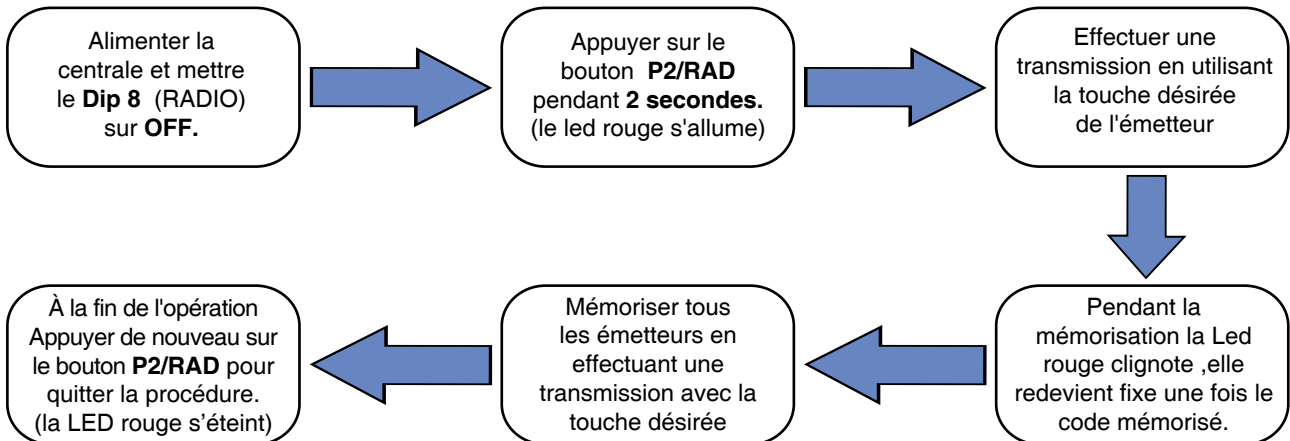 Alimenter la
centrale et mettre
le Dip 8 (RADIO)
sur OFF.
Appuyer sur le
bouton P2/RAD
pendant 2 secondes.
(le led rouge s'allume)
Effectuer une
transmission en utilisant
la touche désirée
de l'émetteur
Pendant la
mémorisation la Led
rouge clignote ,elle
redevient fixe une fois le
code mémorisé.
Mémoriser tous
les émetteurs en
effectuant une
transmission avec la
touche désirée
À la fin de l'opération
Appuyer de nouveau sur
le bouton P2/RAD pour
quitter la procédure.
(la LED rouge s’éteint)